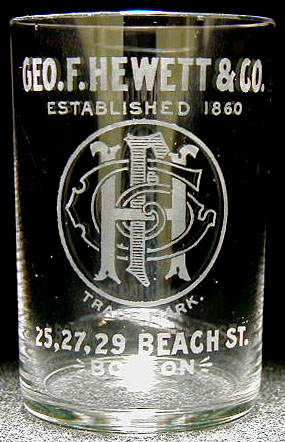 GEO. F. HEWETT & CO.
ESTABLISHED 1860
TRADE MARK.
25, 27, 29 BEACH ST.
BOSTON